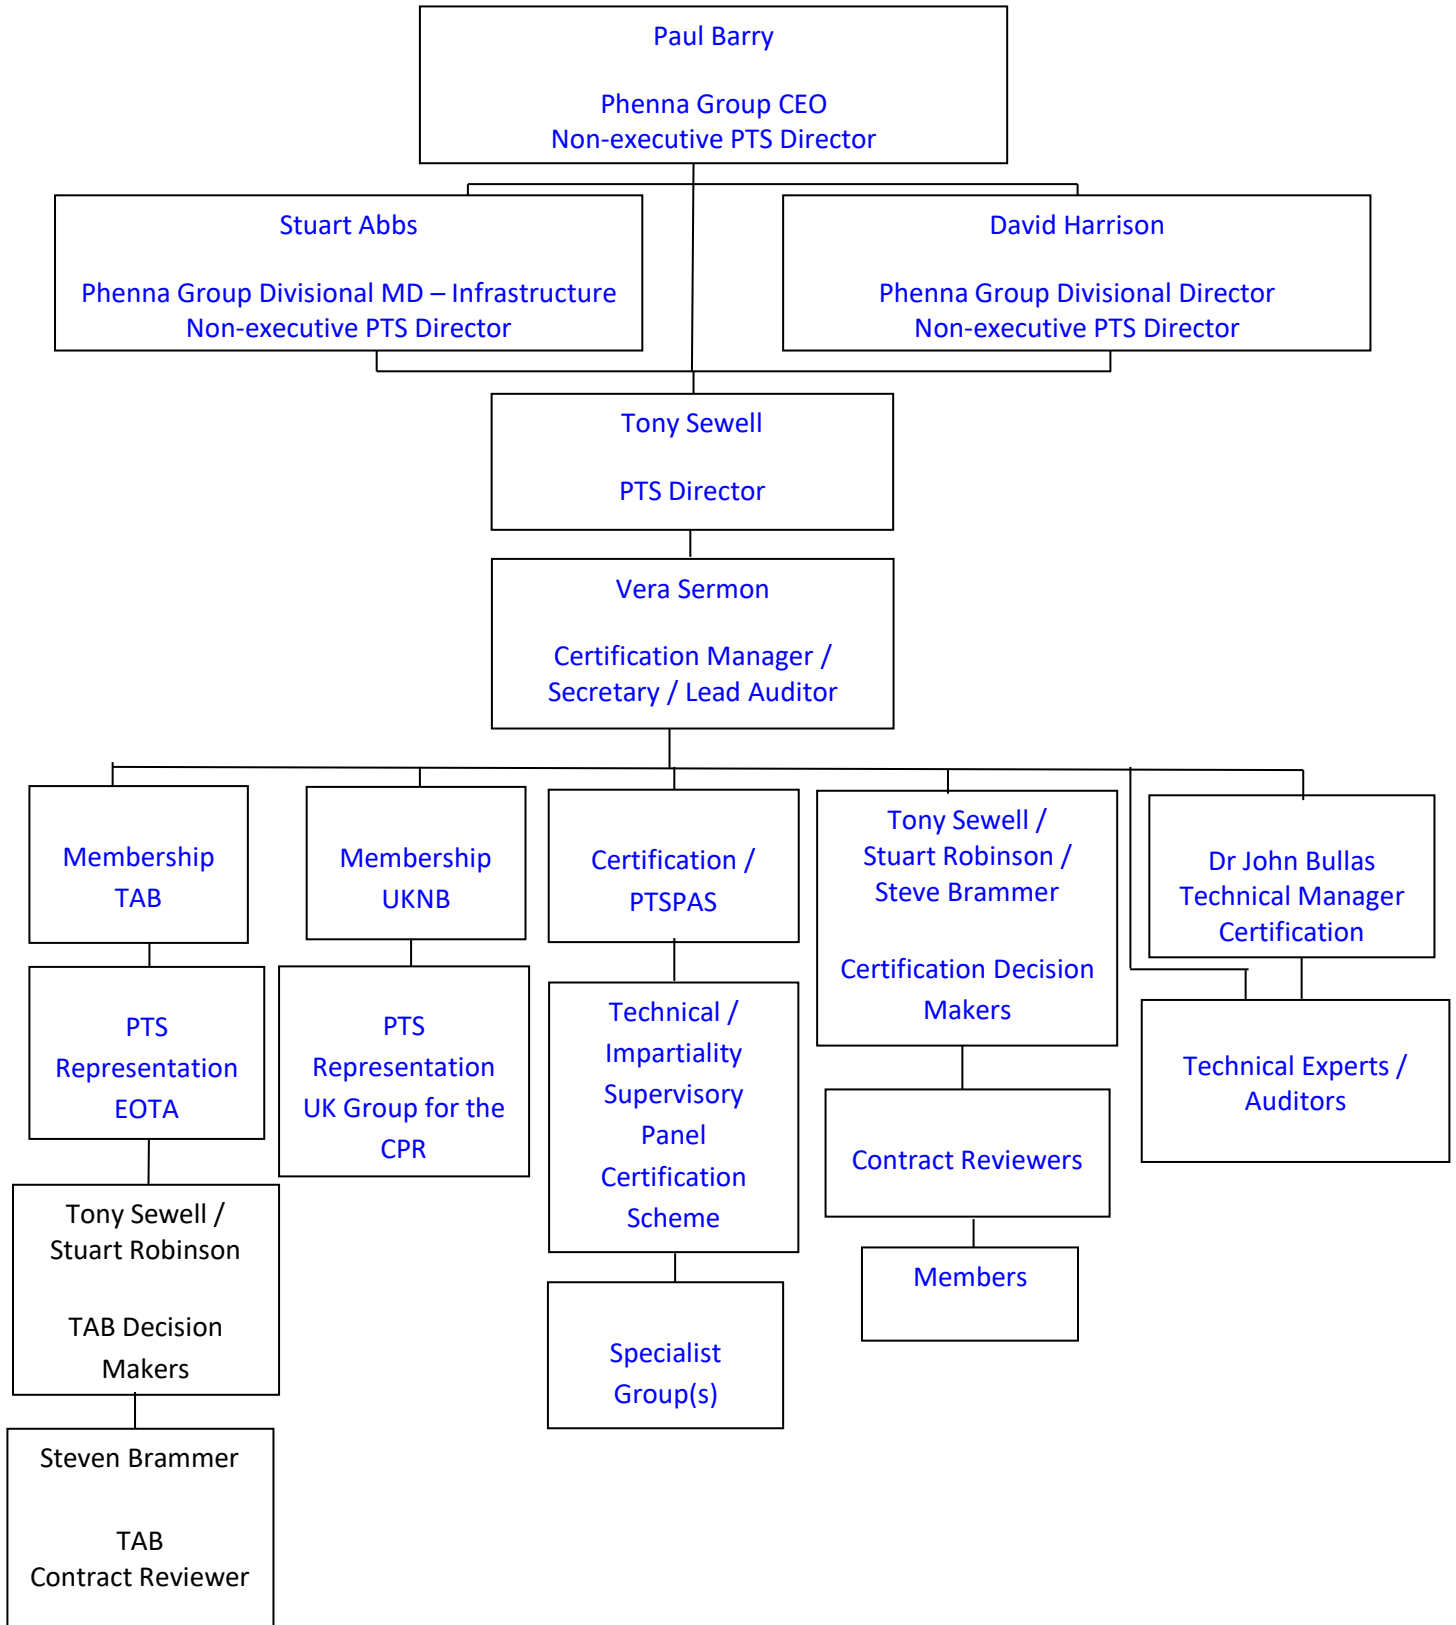 Paul Barry
Phenna Group CEO
Non-executive PTS Director
Stuart Abbs
Phenna Group Divisional MD – Infrastructure
Non-executive PTS Director
David Harrison
Phenna Group Divisional Director
Non-executive PTS Director
Tony Sewell
PTS Director
Vera Sermon
Certification Manager /
Secretary / Lead Auditor
Membership
TAB
Membership
UKNB
Certification /
PTSPAS
Tony Sewell /
Stuart Robinson /
Steve Brammer
Certification Decision
Makers
Dr John Bullas
Technical Manager
Certification
PTS
Representation
EOTA
PTS
Representation
UK Group for the
CPR
Technical /
Impartiality
Supervisory
Panel
Certification
Scheme
Contract Reviewers
Technical Experts /
Auditors
Tony Sewell /
Stuart Robinson
TAB Decision
Makers
Specialist
Group(s)
Members
Steven Brammer
TAB
Contract Reviewer